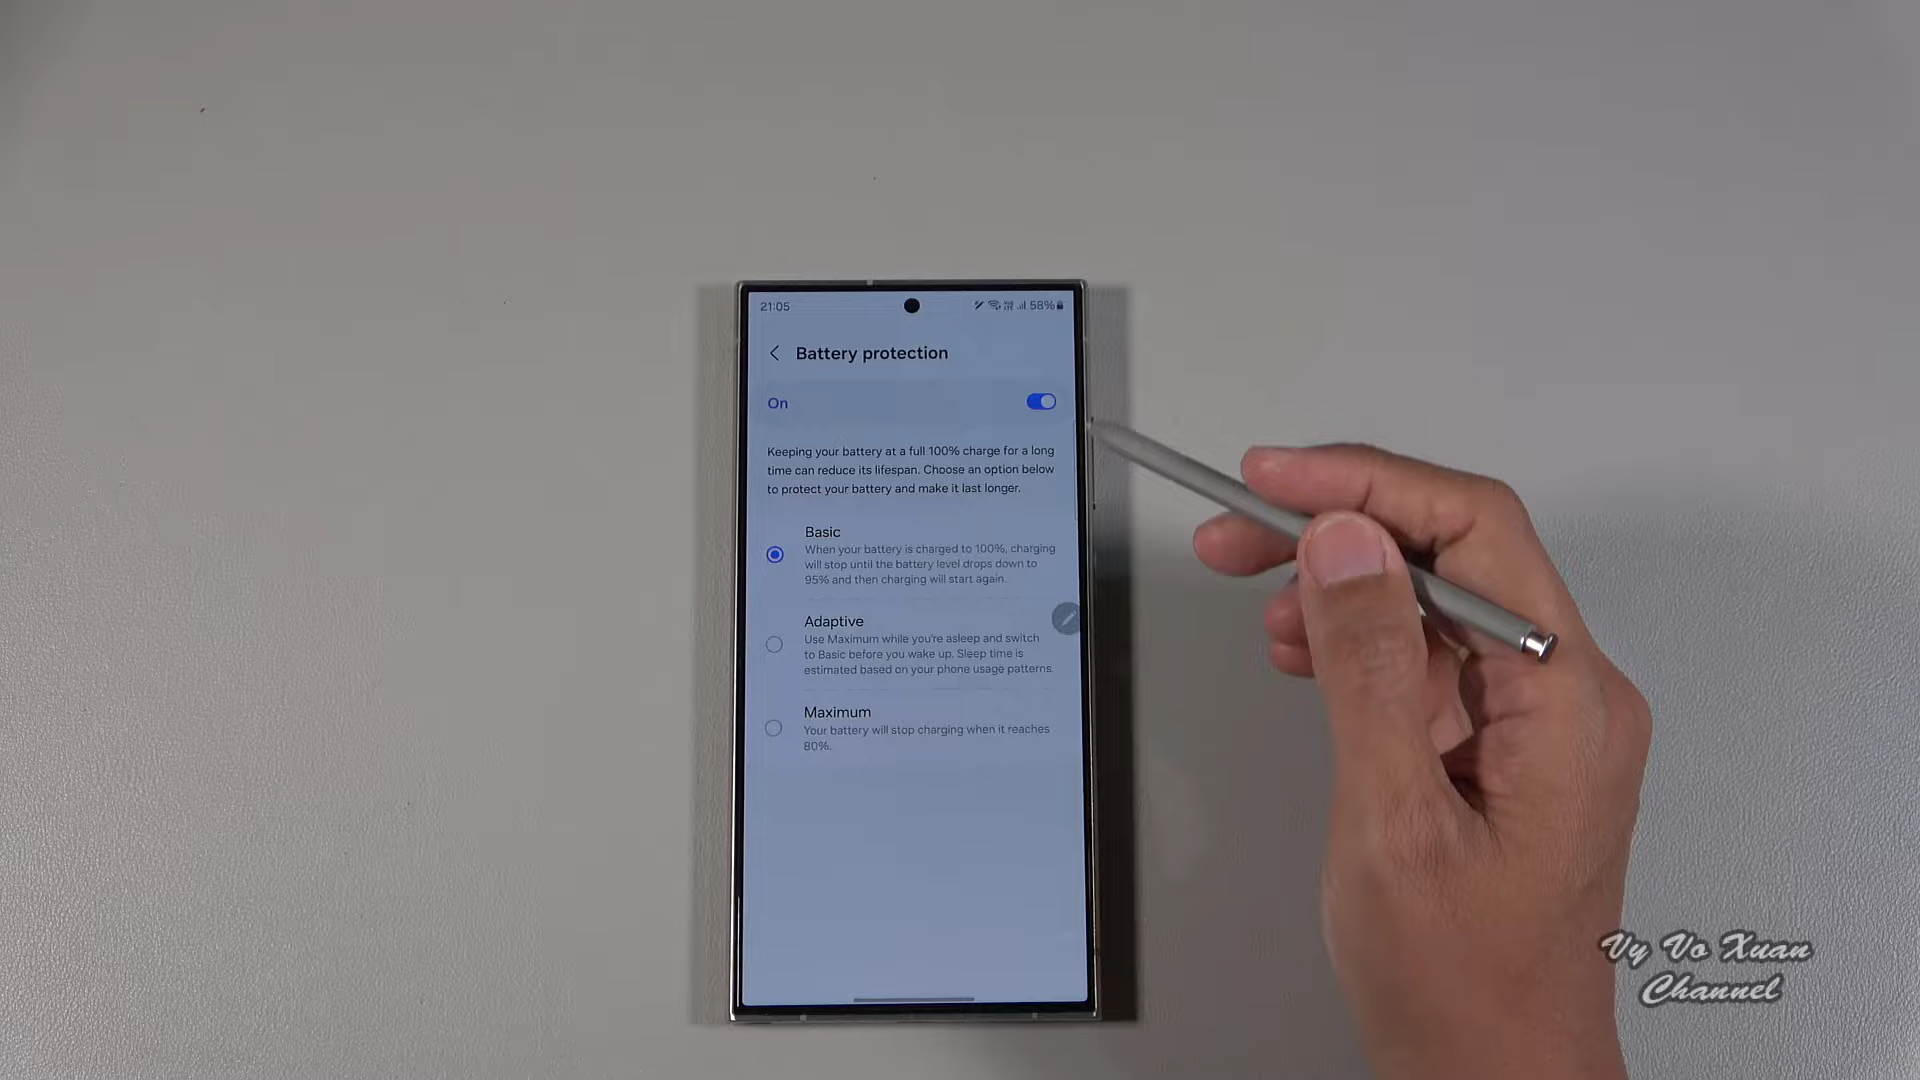 21:05
58%
Battery protection
On
Keeping your battery at a full 100% charge for a long
time can reduce its lifespan. Choose an option below
to protect your battery and make it last longer.
Basic
When your battery is charged to 100%, charging
will stop until the battery level drops down to
95% and then charging will start again.
Adaptive
Use Maximum while you're asleep and switch
to Basic before you wake up. Sleep time is
estimated based on your phone usage patterns.
Maximum
Your battery will stop charging when it reaches
80%.
Vy Vo Xuan
Channel